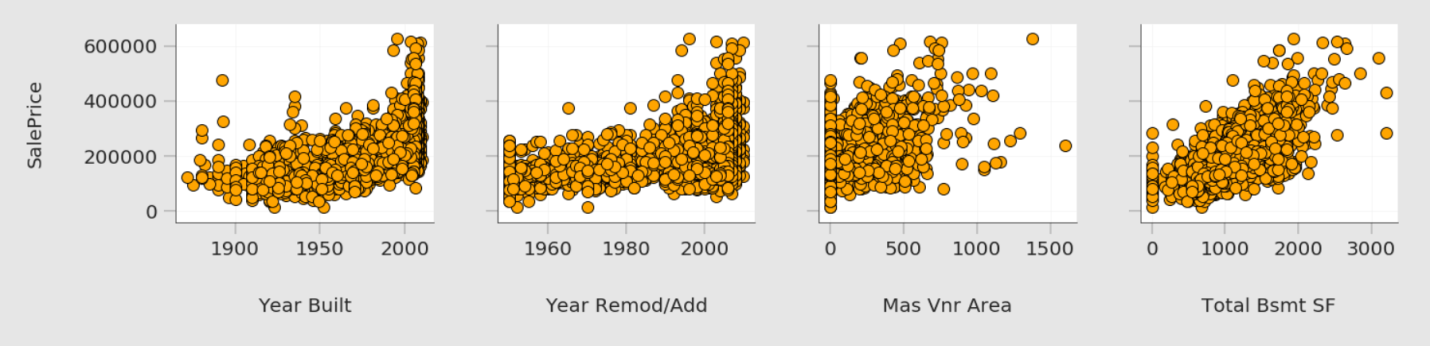 SalePrice
600000
400000
200000
0
1900 1950 2000
1960 1980 2000
0 500 1000 1500
0 1000 2000 3000
Year Built
Year Remod/Add
Mas Vnr Area
Total Bsmt SF